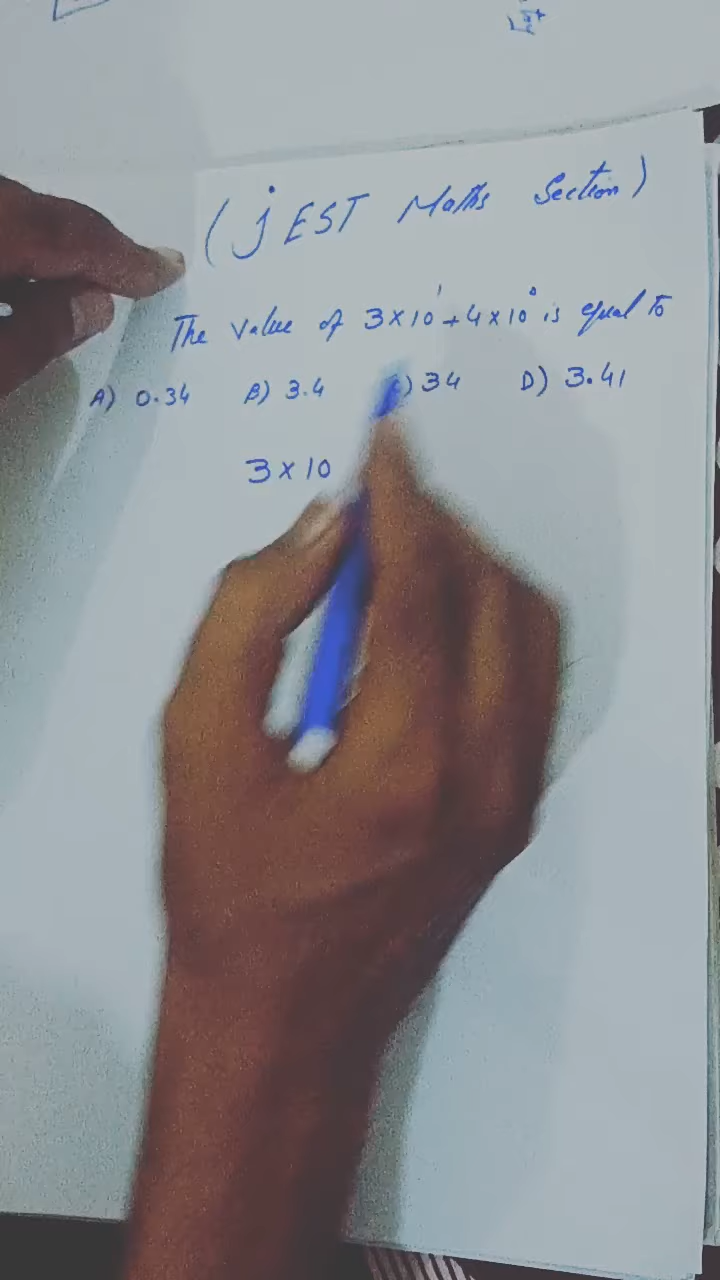 (jEST Maths Section)
The value of 3×10¹+4×10⁰ is equal to
A) 0.34 B) 3.4 C) 34 D) 3.41
3×10